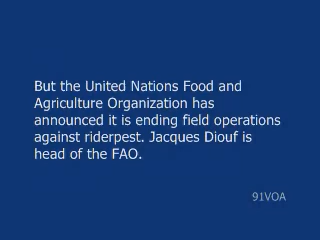 But the United Nations Food and
Agriculture Organization has
announced it is ending field operations
against riderpest. Jacques Diouf is
head of the FAO.
91VOA